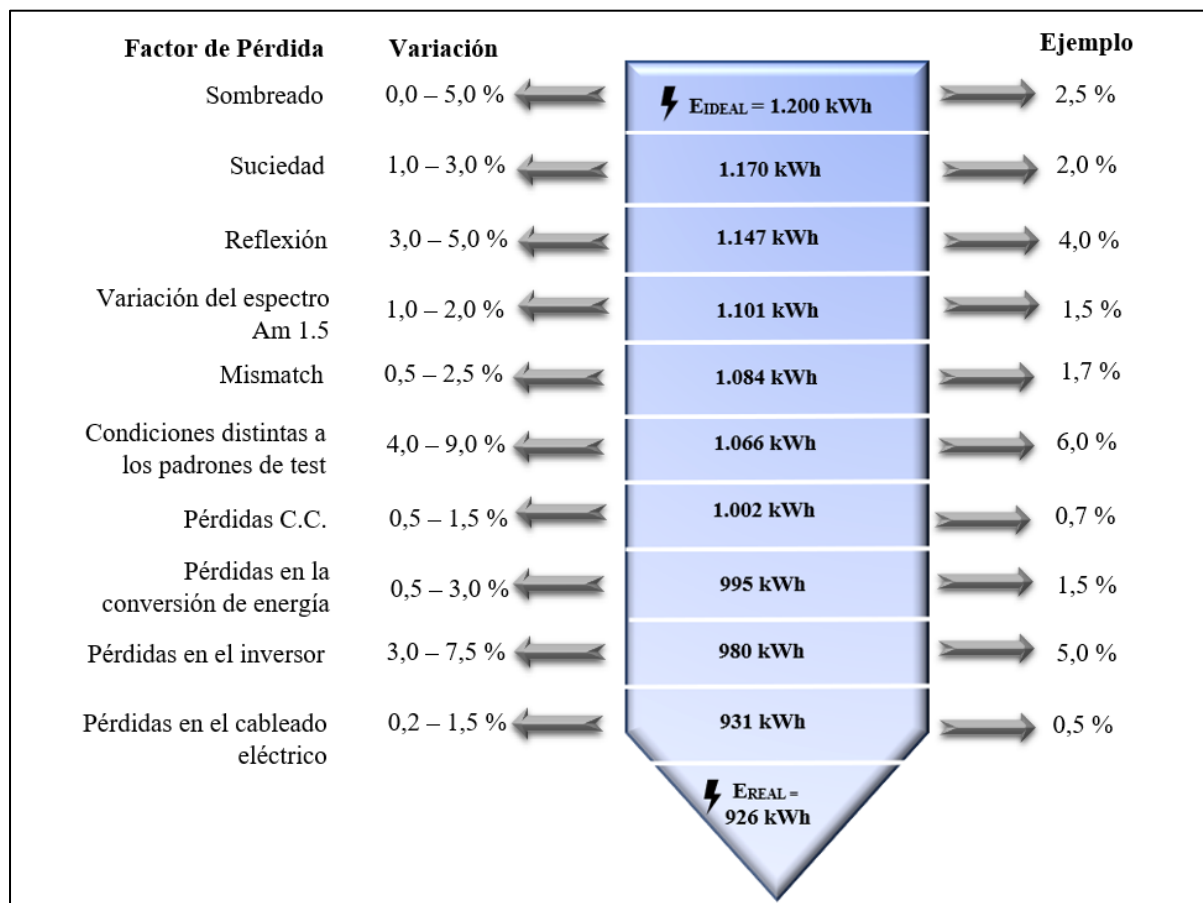 Factor de Pérdida Variación Ejemplo
Sombreado 0,0 – 5,0 % EIDEAL = 1.200 kWh 2,5 %
Suciedad 1,0 – 3,0 % 1.170 kWh 2,0 %
Reflexión 3,0 – 5,0 % 1.147 kWh 4,0 %
Variación del espectro
Am 1.5 1,0 – 2,0 % 1.101 kWh 1,5 %
Mismatch 0,5 – 2,5 % 1.084 kWh 1,7 %
Condiciones distintas a
los padrones de test 4,0 – 9,0 % 1.066 kWh 6,0 %
Pérdidas C.C. 0,5 – 1,5 % 1.002 kWh 0,7 %
Pérdidas en la
conversión de energía 0,5 – 3,0 % 995 kWh 1,5 %
Pérdidas en el inversor 3,0 – 7,5 % 980 kWh 5,0 %
Pérdidas en el cableado
eléctrico 0,2 – 1,5 % 931 kWh 0,5 %
EREAL =
926 kWh